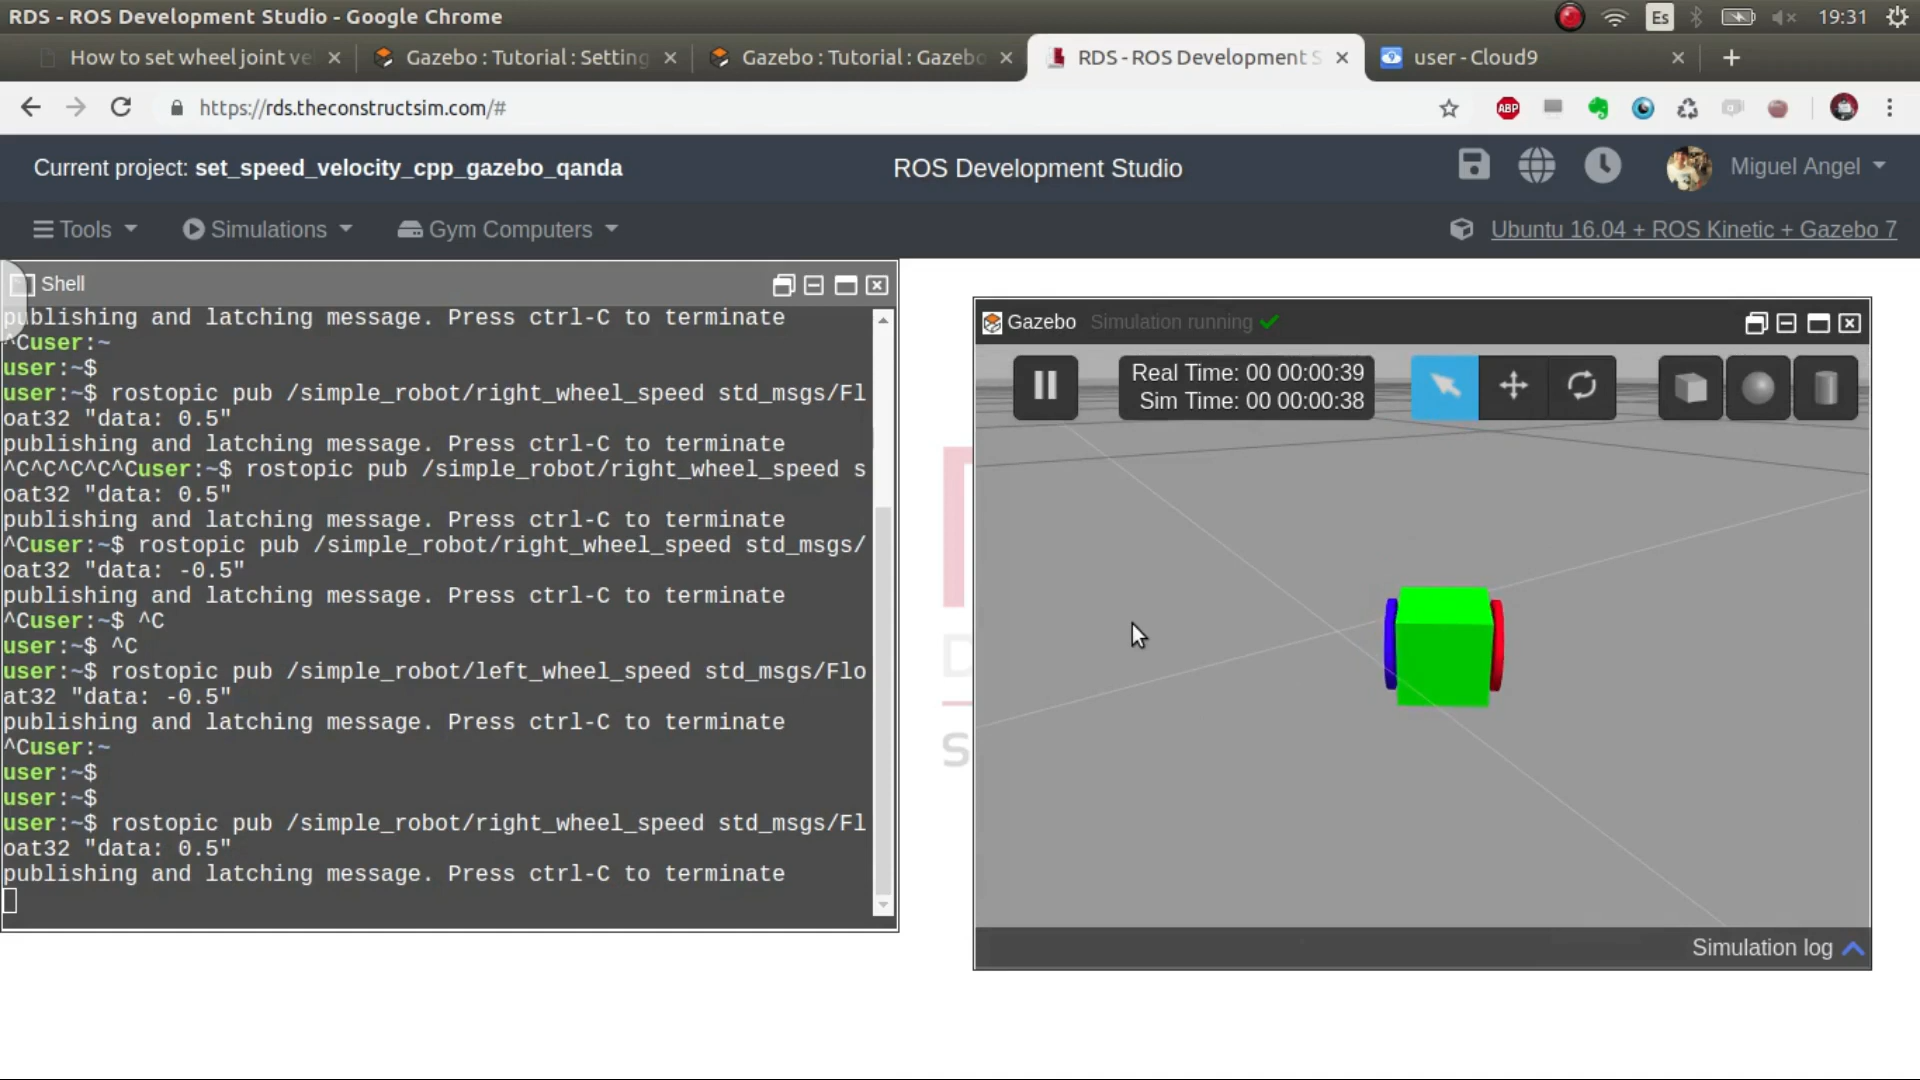 RDS - ROS Development Studio - Google Chrome
Es
19:31
How to set wheel joint ve
Gazebo : Tutorial : Setting
Gazebo : Tutorial : Gazebo
RDS - ROS Development S
user - Cloud9
https://rds.theconstructsim.com/#
ABP
Current project: set_speed_velocity_cpp_gazebo_qanda
ROS Development Studio
Miguel Angel
Tools
Simulations
Gym Computers
Ubuntu 16.04 + ROS Kinetic + Gazebo 7
Shell
publishing and latching message. Press ctrl-C to terminate
^Cuser:~
user:~$
user:~$ rostopic pub /simple_robot/right_wheel_speed std_msgs/Fl
oat32 "data: 0.5"
publishing and latching message. Press ctrl-C to terminate
^C^C^C^C^Cuser:~$ rostopic pub /simple_robot/right_wheel_speed s
oat32 "data: 0.5"
publishing and latching message. Press ctrl-C to terminate
^Cuser:~$ rostopic pub /simple_robot/right_wheel_speed std_msgs/
oat32 "data: -0.5"
publishing and latching message. Press ctrl-C to terminate
^Cuser:~$ ^C
user:~$ ^C
user:~$ rostopic pub /simple_robot/left_wheel_speed std_msgs/Flo
at32 "data: -0.5"
publishing and latching message. Press ctrl-C to terminate
^Cuser:~
user:~$
user:~$
user:~$ rostopic pub /simple_robot/right_wheel_speed std_msgs/Fl
oat32 "data: 0.5"
publishing and latching message. Press ctrl-C to terminate
Gazebo Simulation running
Real Time: 00 00:00:39
Sim Time: 00 00:00:38
D
S
Simulation log